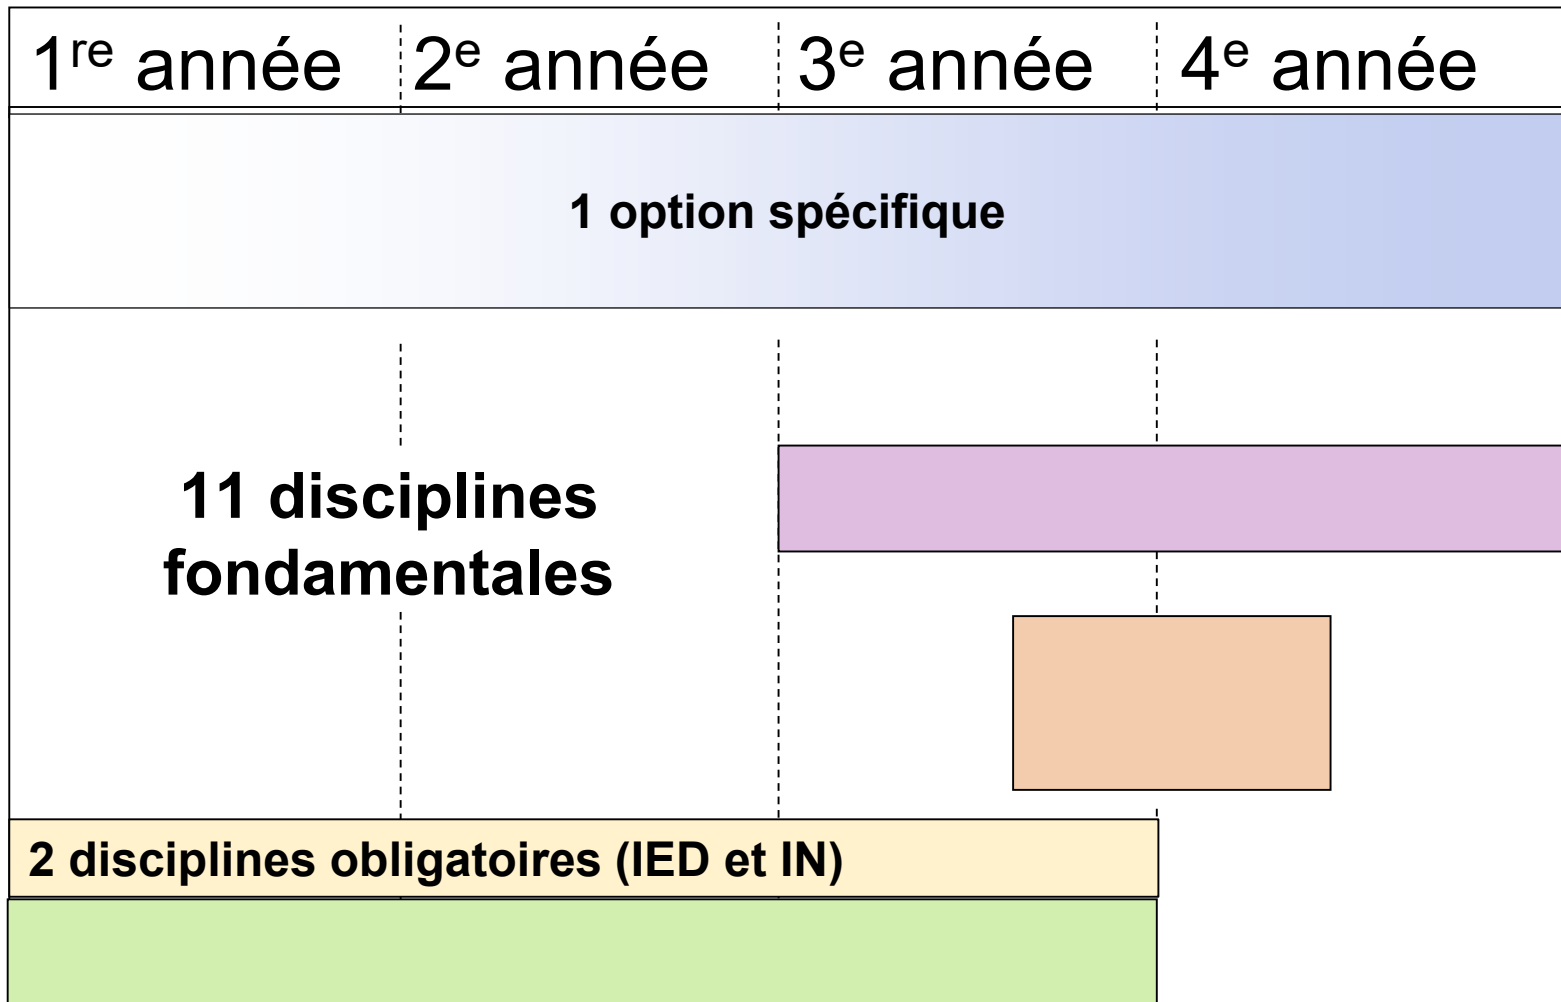 1re année 2e année 3e année 4e année
1 option spécifique
11 disciplines
fondamentales
2 disciplines obligatoires (IED et IN)